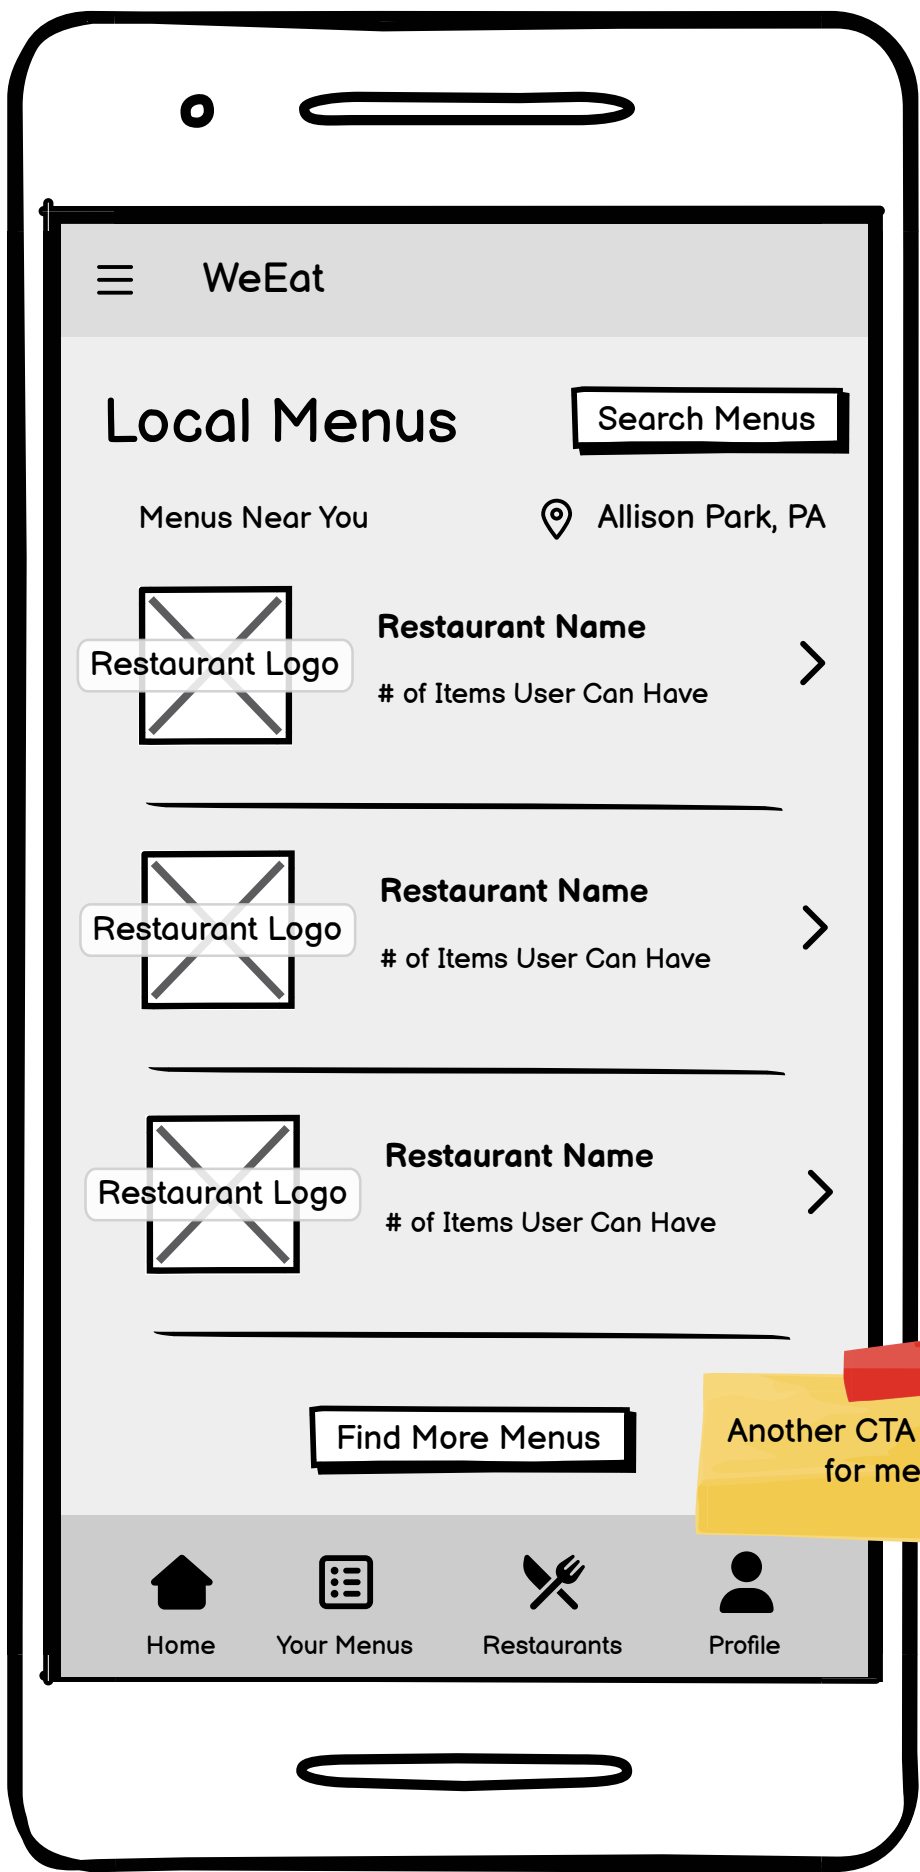 WeEat
Local Menus
Search Menus
Menus Near You
Allison Park, PA
Restaurant Logo
Restaurant Name
# of Items User Can Have
Restaurant Logo
Restaurant Name
# of Items User Can Have
Restaurant Logo
Restaurant Name
# of Items User Can Have
Find More Menus
Another CTA
for me
Home
Your Menus
Restaurants
Profile